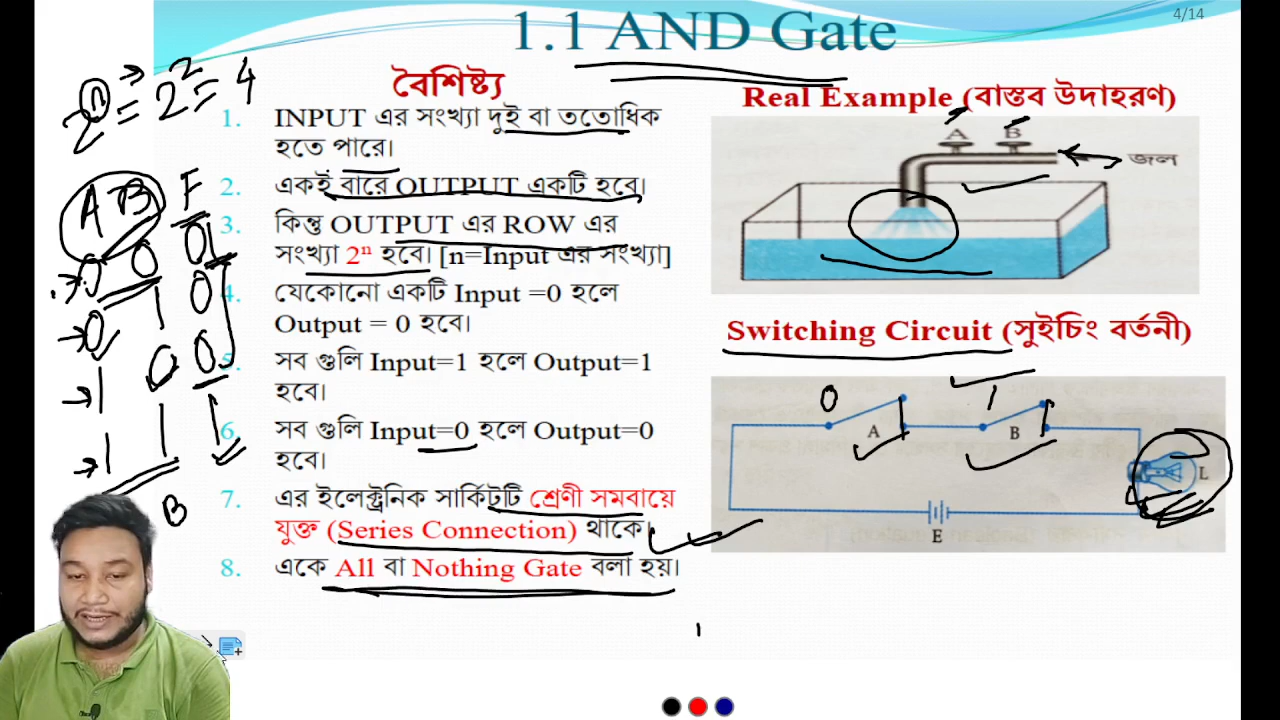 4/14
1.1 AND Gate
2ⁿ = 2² = 4
A B F
0 0 0
0 1 0
1 0 0
1 1 1
B
বৈশিষ্ট্য
1. INPUT এর সংখ্যা দুই বা ততোধিক
হতে পারে।
2. একই বারে OUTPUT একটি হবে।
3. কিন্তু OUTPUT এর ROW এর
সংখ্যা 2ⁿ হবে। [n=Input এর সংখ্যা]
4. যেকোনো একটি Input =0 হলে
Output = 0 হবে।
5. সব গুলি Input=1 হলে Output=1
হবে।
6. সব গুলি Input=0 হলে Output=0
হবে।
7. এর ইলেক্ট্রনিক সার্কিটটি শ্রেণী সমবায়ে
যুক্ত (Series Connection) থাকে।
8. একে All বা Nothing Gate বলা হয়।
Real Example (বাস্তব উদাহরণ)
A B
জল
Switching Circuit (সুইচিং বর্তনী)
0 1
A B
L
E